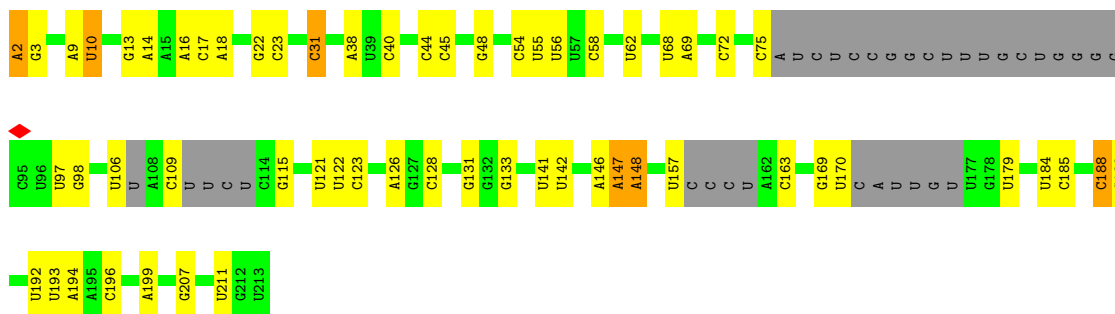 A2 G3 A9 U10 G13 A14 A15 A16 C17 A18 G22 C23 C31 A38 U39 C40 C44 C45 G48 C54 U55 U56 U57 C58 U62 U68 A69 C72 C75 A U C U C C G G C U U U G C U G G G C
C95 U96 U97 G98 U106 U A108 C109 U U C U C114 G115 U121 U122 C123 A126 G127 C128 G131 G132 G133 U141 U142 A146 A147 A148 U157 C C C U A162 C163 G169 U170 C A U U G U U177 G178 U179 U184 C185 C188
U192 U193 A194 A195 C196 A199 G207 U211 G212 U213